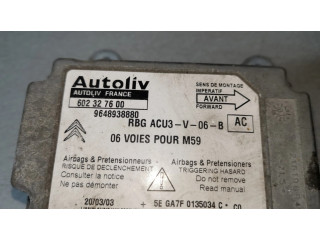 Autoliv
AUTOLIV FRANCE
602 32 76 00
9648938880
SENS DE MONTAGE
IMPERATIF
AVANT
FORWARD
RBG ACU3-V-06-B
AC
06 VOIES POUR M59
Airbags & Pretensionneurs
RISQUE DE DECLENCHEMENT
Consulter la notice
Ne pas démonter
Airbags & Pretensioners
TRIGGERING HAZARD
Read instructions
Do not remove
20/03/03
5E GA7F 0135034 C